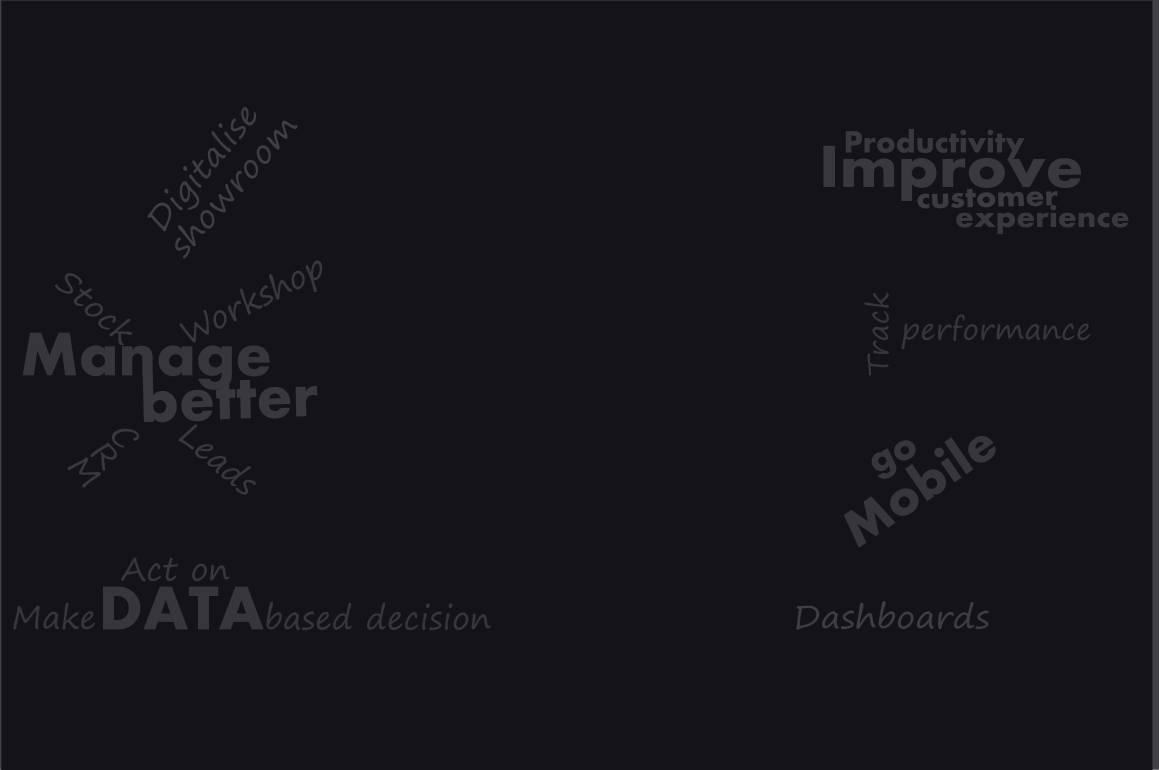 Digitalise
showroom
Stock
Workshop
Manage
better
CRM
Leads
Act on
Make DATA based decision
Productivity
Improve
customer
experience
Track
performance
go
Mobile
Dashboards